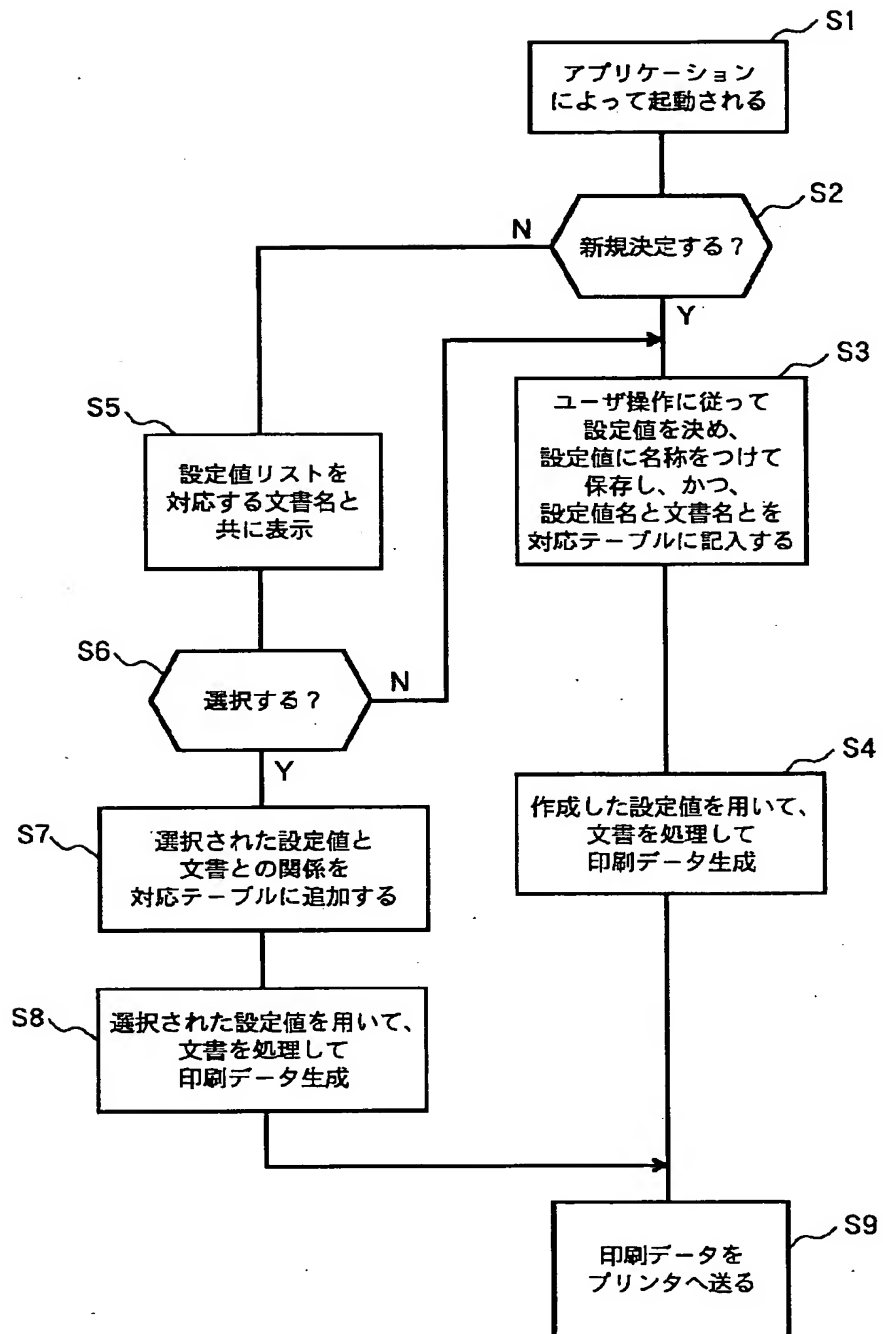 S1
アプリケーション
によって起動される
S2
新規決定する？
N
Y
S3
ユーザ操作に従って
設定値を決め、
設定値に名称をつけて
保存し、かつ、
設定値名と文書名とを
対応テーブルに記入する
S4
作成した設定値を用いて、
文書を処理して
印刷データ生成
S5
設定値リストを
対応する文書名と
共に表示
S6
選択する？
N
Y
S7
選択された設定値と
文書との関係を
対応テーブルに追加する
S8
選択された設定値を用いて、
文書を処理して
印刷データ生成
S9
印刷データを
プリンタへ送る